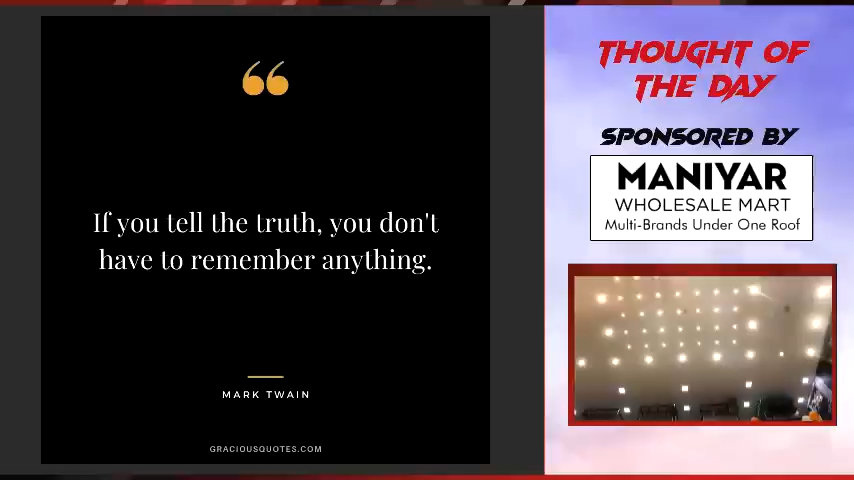 “
If you tell the truth, you don't
have to remember anything.
MARK TWAIN
GRACIOUSQUOTES.COM
THOUGHT OF
THE DAY
SPONSORED BY
MANIYAR
WHOLESALE MART
Multi-Brands Under One Roof